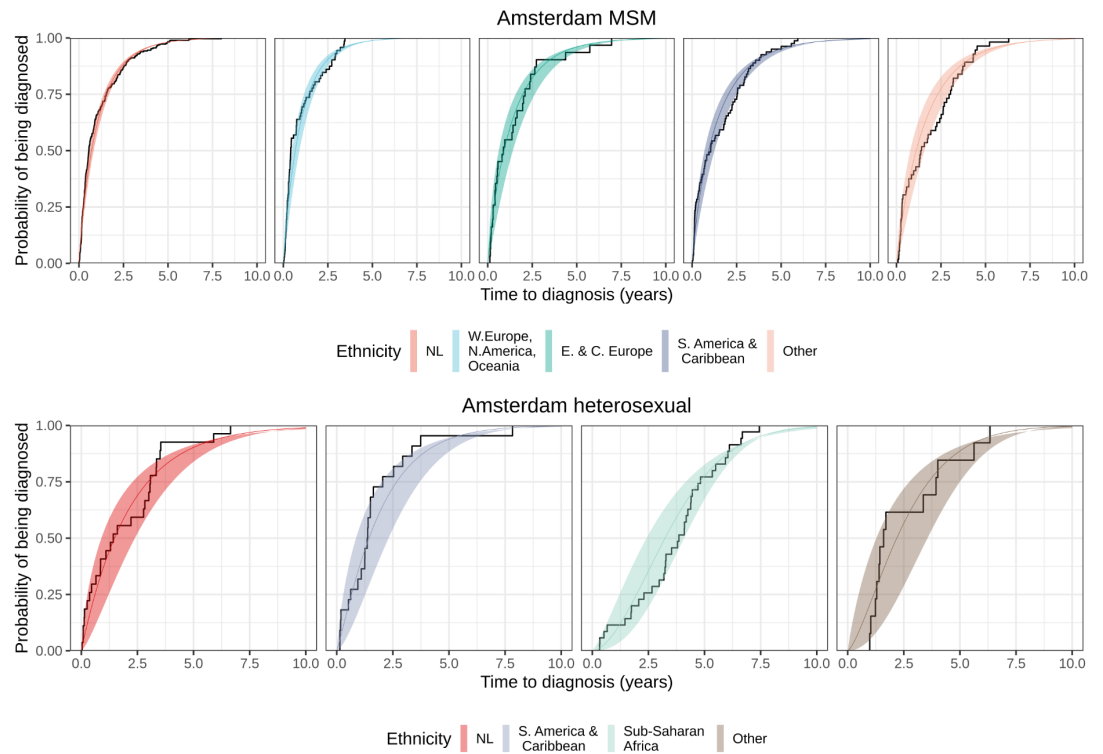 Amsterdam MSM
Probability of being diagnosed
1.00
0.75
0.50
0.25
0.00
0.0 2.5 5.0 7.5 10.0 0.0 2.5 5.0 7.5 10.0 0.0 2.5 5.0 7.5 10.0 0.0 2.5 5.0 7.5 10.0 0.0 2.5 5.0 7.5 10.0
Time to diagnosis (years)
Ethnicity NL W.Europe, N.America, Oceania E. & C. Europe S. America & Caribbean Other
Amsterdam heterosexual
Probability of being diagnosed
1.00
0.75
0.50
0.25
0.00
0.0 2.5 5.0 7.5 10.0 0.0 2.5 5.0 7.5 10.0 0.0 2.5 5.0 7.5 10.0 0.0 2.5 5.0 7.5 10.0
Time to diagnosis (years)
Ethnicity NL S. America & Caribbean Sub-Saharan Africa Other